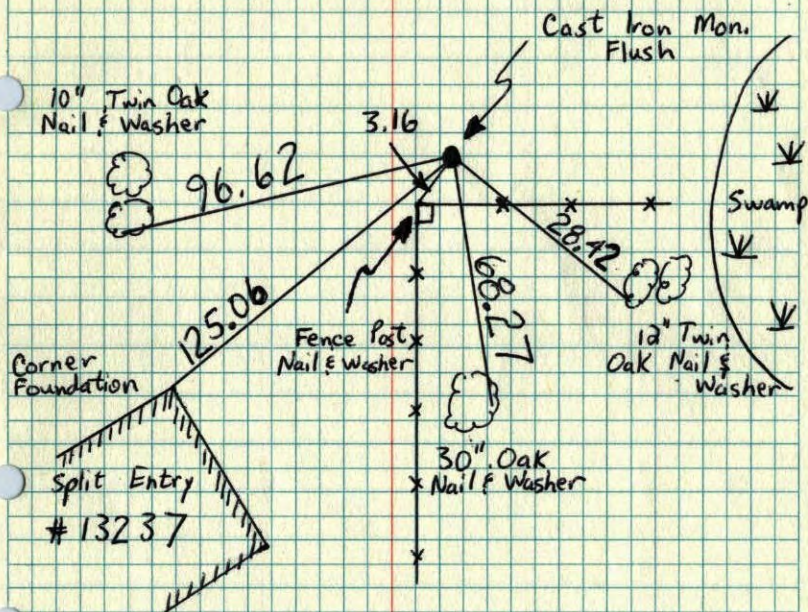 Cast Iron Mon.
Flush
10" Twin Oak
Nail & Washer
3.16
96.62
Swamp
28.42
125.06
68.27
Fence Post
Nail & Washer
12" Twin
Oak Nail &
Washer
Corner
Foundation
30" Oak
Nail & Washer
Split Entry
#13237